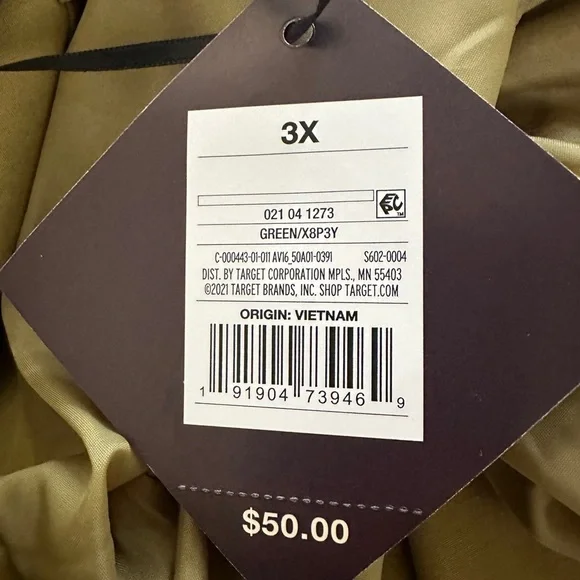 3X
021 04 1273
GREEN/X8P3Y
C-000443-01-011 AV16_50A01-0391 S602-0004
DIST. BY TARGET CORPORATION MPLS., MN 55403
©2021 TARGET BRANDS, INC. SHOP TARGET.COM
ORIGIN: VIETNAM
1 91904 73946 9
$50.00